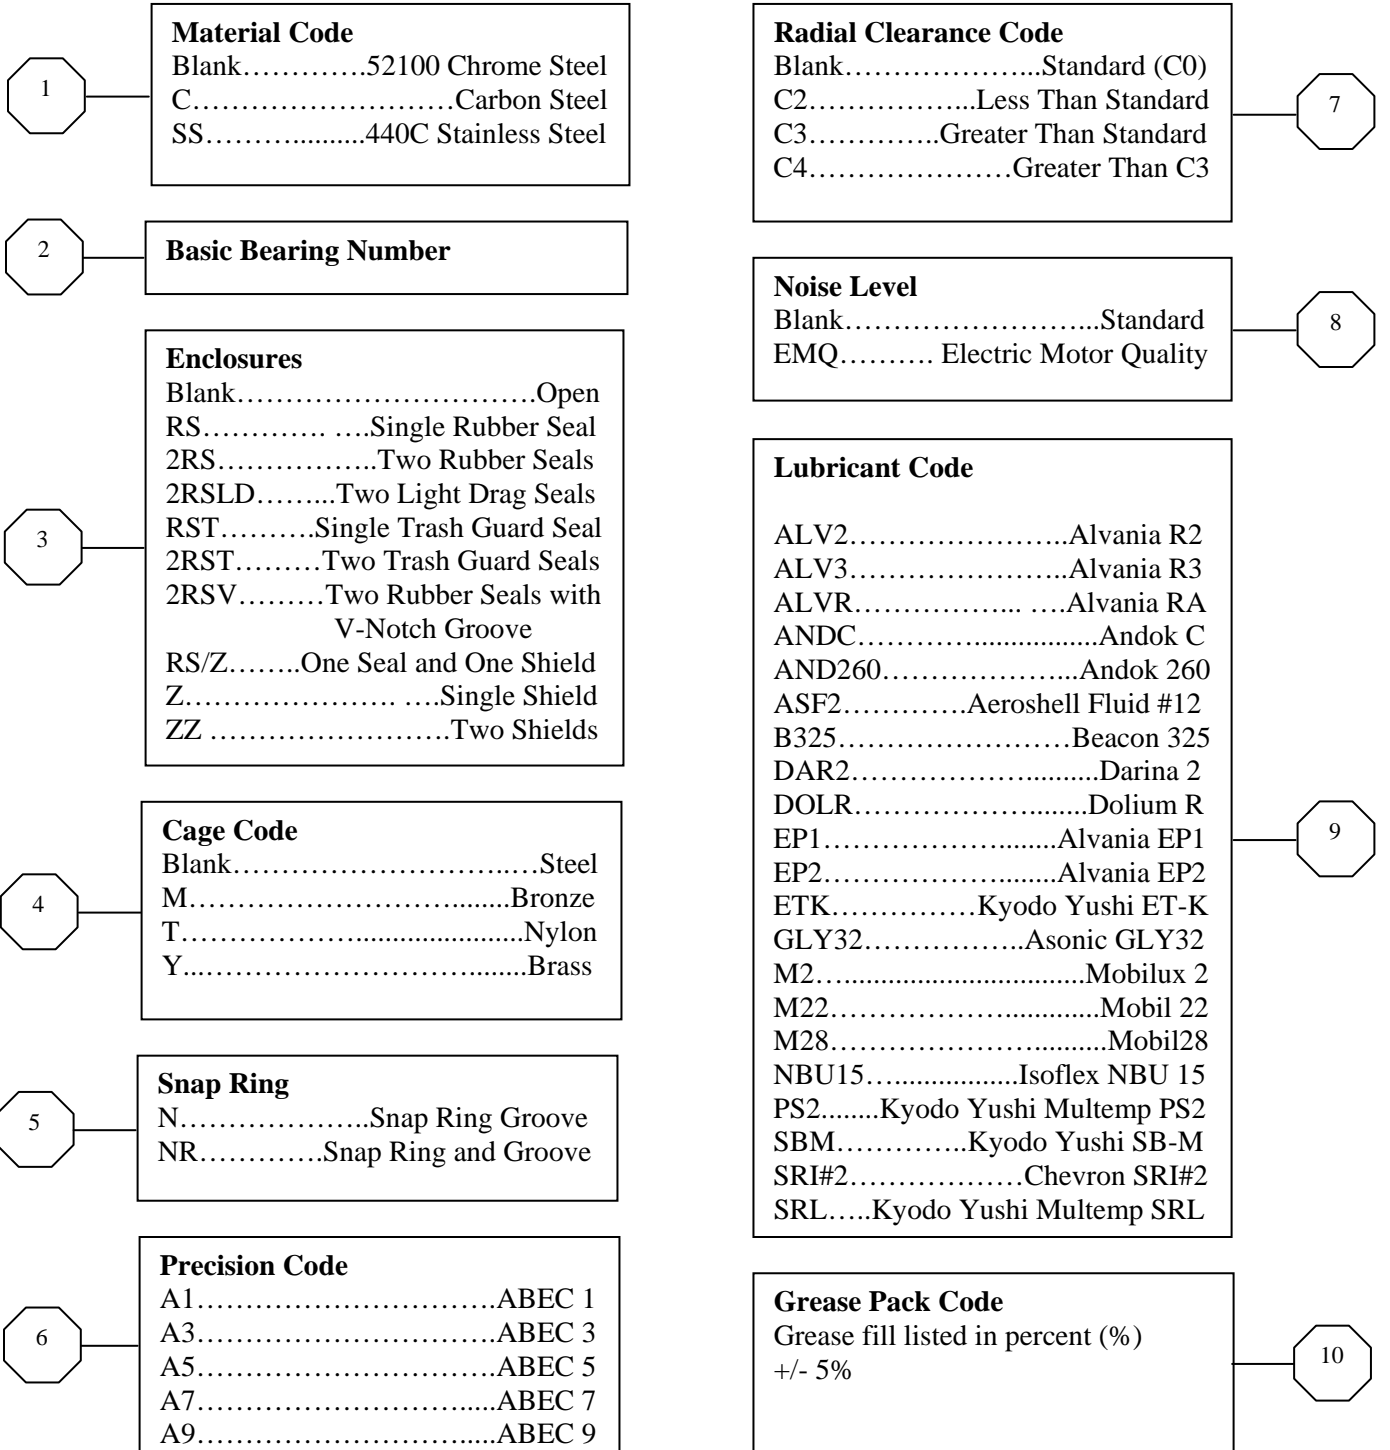 1
Material Code
Blank………….52100 Chrome Steel
C………………………Carbon Steel
SS………..........440C Stainless Steel
2
Basic Bearing Number
3
Enclosures
Blank………………………….Open
RS…………. ….Single Rubber Seal
2RS……………..Two Rubber Seals
2RSLD……...Two Light Drag Seals
RST……….Single Trash Guard Seal
2RST………Two Trash Guard Seals
2RSV………Two Rubber Seals with
V-Notch Groove
RS/Z……..One Seal and One Shield
Z…………………. ….Single Shield
ZZ …………………….Two Shields
4
Cage Code
Blank………………………..…Steel
M………………………........Bronze
T………………......................Nylon
Y...………………………........Brass
5
Snap Ring
N………………..Snap Ring Groove
NR………….Snap Ring and Groove
6
Precision Code
A1………………………….ABEC 1
A3………………………….ABEC 3
A5………………………….ABEC 5
A7……………………….....ABEC 7
A9……………………….....ABEC 9
Radial Clearance Code
Blank………………...Standard (C0)
C2……………...Less Than Standard
C3………….Greater Than Standard
C4…………………Greater Than C3
7
Noise Level
Blank……………………...Standard
EMQ………. Electric Motor Quality
8
Lubricant Code
ALV2…………………..Alvania R2
ALV3…………………..Alvania R3
ALVR……………... ….Alvania RA
ANDC…………..................Andok C
AND260………………...Andok 260
ASF2………….Aeroshell Fluid #12
B325……………………Beacon 325
DAR2………………..........Darina 2
DOLR………………….......Dolium R
EP1………………….......Alvania EP1
EP2………………….......Alvania EP2
ETK……………Kyodo Yushi ET-K
GLY32……………..Asonic GLY32
M2…...............................Mobilux 2
M22………………............Mobil 22
M28…………………..........Mobil28
NBU15….................Isoflex NBU 15
PS2........Kyodo Yushi Multemp PS2
SBM…………..Kyodo Yushi SB-M
SRI#2………………Chevron SRI#2
SRL…..Kyodo Yushi Multemp SRL
9
Grease Pack Code
Grease fill listed in percent (%)
+/- 5%
10